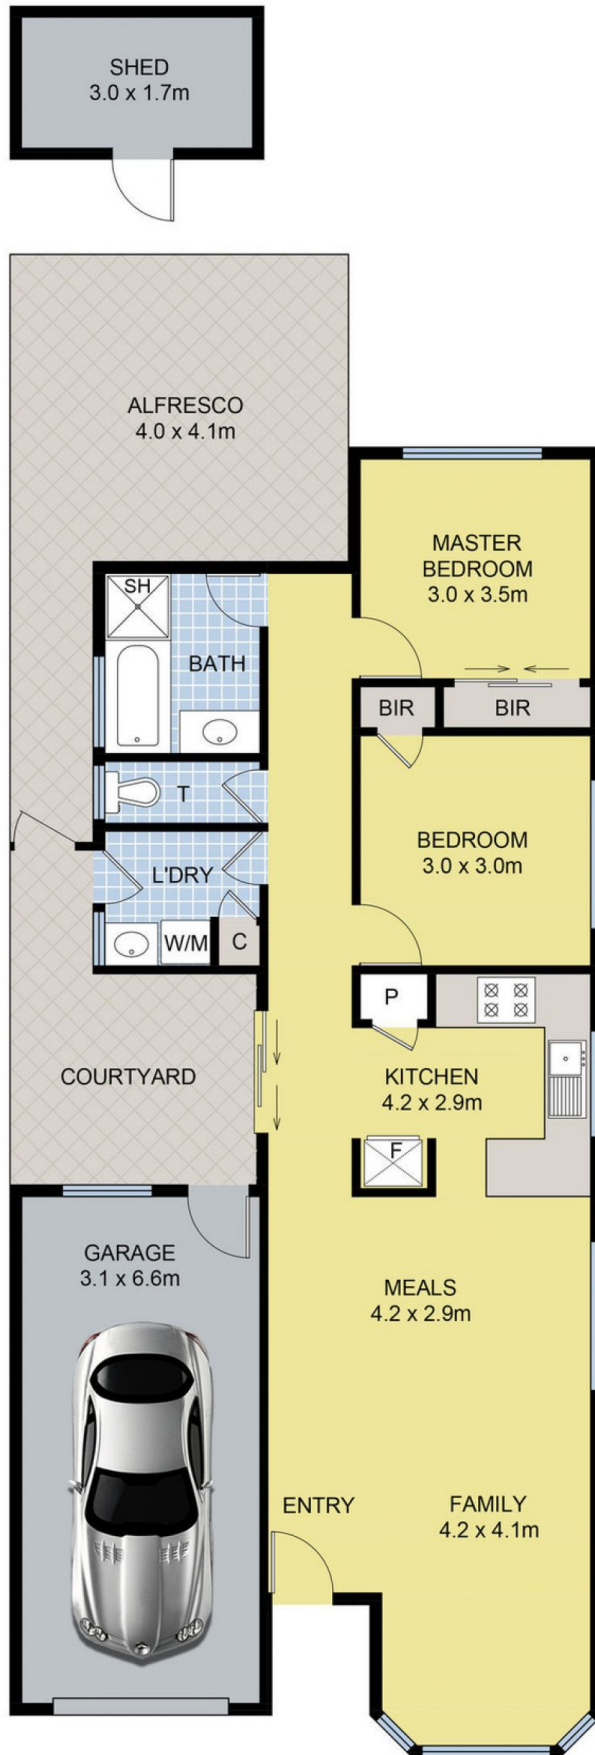 SHED
3.0 x 1.7m
ALFRESCO
4.0 x 4.1m
MASTER
BEDROOM
3.0 x 3.5m
SH
BATH
BIR
BIR
T
BEDROOM
3.0 x 3.0m
L'DRY
W/M
C
P
COURTYARD
KITCHEN
4.2 x 2.9m
F
GARAGE
3.1 x 6.6m
MEALS
4.2 x 2.9m
ENTRY
FAMILY
4.2 x 4.1m